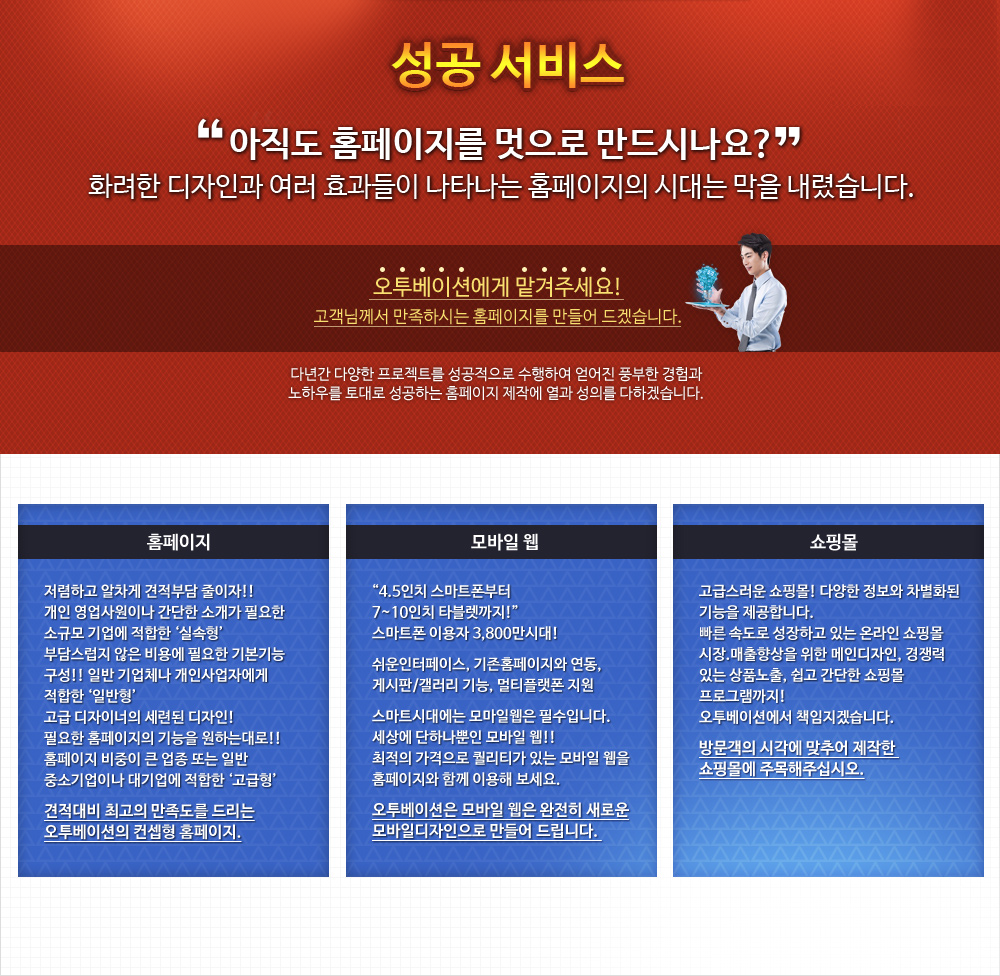 성공 서비스
❝아직도 홈페이지를 멋으로 만드시나요?❞
화려한 디자인과 여러 효과들이 나타나는 홈페이지의 시대는 막을 내렸습니다.
오투베이션에게 맡겨주세요!
고객님께서 만족하시는 홈페이지를 만들어 드겠습니다.
다년간 다양한 프로젝트를 성공적으로 수행하여 얻어진 풍부한 경험과
노하우를 토대로 성공하는 홈페이지 제작에 열과 성의를 다하겠습니다.
홈페이지
저렴하고 알차게 견적부담 줄이자!!
개인 영업사원이나 간단한 소개가 필요한
소규모 기업에 적합한 ‘실속형’
부담스럽지 않은 비용에 필요한 기본기능
구성!! 일반 기업체나 개인사업자에게
적합한 ‘일반형’
고급 디자이너의 세련된 디자인!
필요한 홈페이지의 기능을 원하는대로!!
홈페이지 비중이 큰 업종 또는 일반
중소기업이나 대기업에 적합한 ‘고급형’
견적대비 최고의 만족도를 드리는
오투베이션의 컨셉형 홈페이지.
모바일 웹
“4.5인치 스마트폰부터
7~10인치 타블렛까지!”
스마트폰 이용자 3,800만시대!
쉬운인터페이스, 기존홈페이지와 연동,
게시판/갤러리 기능, 멀티플랫폰 지원
스마트시대에는 모마일웹은 필수입니다.
세상에 단하나뿐인 모바일 웹!!
최적의 가격으로 퀄리티가 있는 모바일 웹을
홈페이지와 함께 이용해 보세요.
오투베이션은 모바일 웹은 완전히 새로운
모바일디자인으로 만들어 드립니다.
쇼핑몰
고급스러운 쇼핑몰! 다양한 정보와 차별화된
기능을 제공합니다.
빠른 속도로 성장하고 있는 온라인 쇼핑몰
시장.매출향상을 위한 메인디자인, 경쟁력
있는 상품노출, 쉽고 간단한 쇼핑몰
프로그램까지!
오투베이션에서 책임지겠습니다.
방문객의 시각에 맞추어 제작한
쇼핑몰에 주목해주십시오.